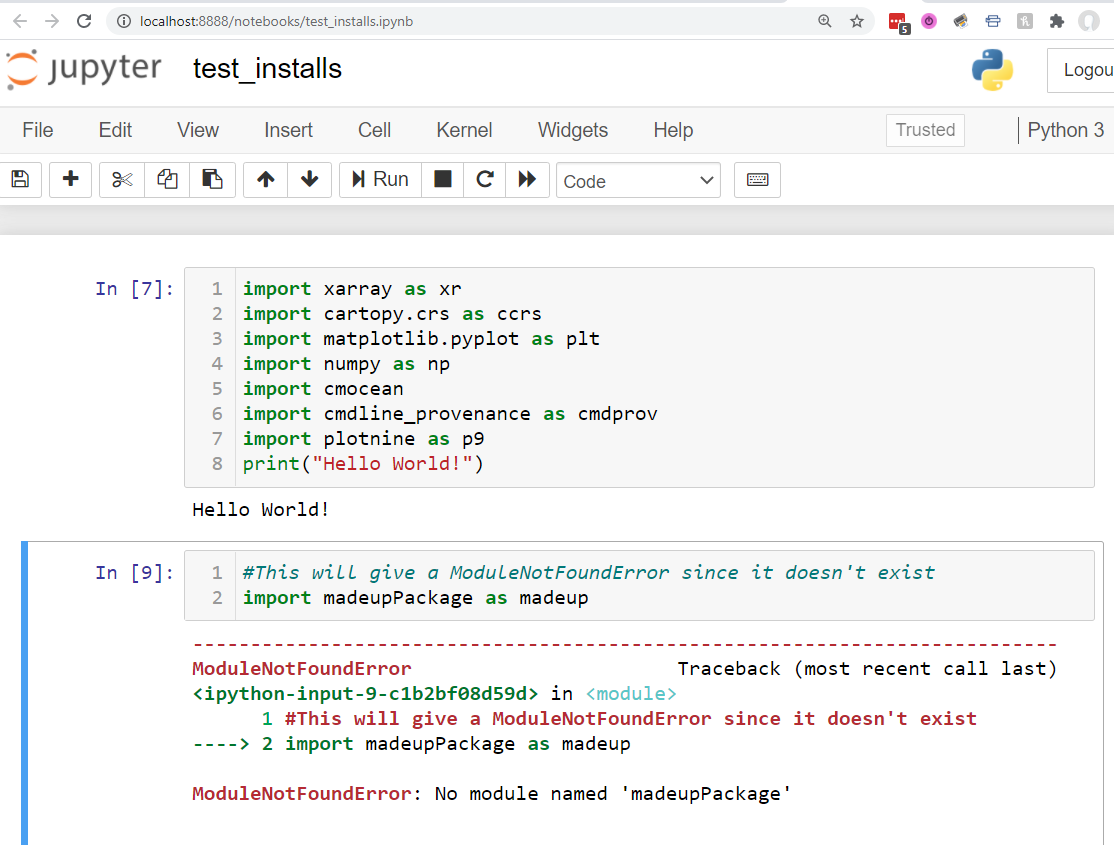 localhost:8888/notebooks/test_installs.ipynb
5
jupyter test_installs Logou
File Edit View Insert Cell Kernel Widgets Help Trusted Python 3
Run Code
In [7]:
1 import xarray as xr
2 import cartopy.crs as ccrs
3 import matplotlib.pyplot as plt
4 import numpy as np
5 import cmocean
6 import cmdline_provenance as cmdprov
7 import plotnine as p9
8 print("Hello World!")
Hello World!
In [9]:
1 #This will give a ModuleNotFoundError since it doesn't exist
2 import madeupPackage as madeup
---------------------------------------------------------------------------
ModuleNotFoundError Traceback (most recent call last)
<ipython-input-9-c1b2bf08d59d> in <module>
1 #This will give a ModuleNotFoundError since it doesn't exist
----> 2 import madeupPackage as madeup
ModuleNotFoundError: No module named 'madeupPackage'